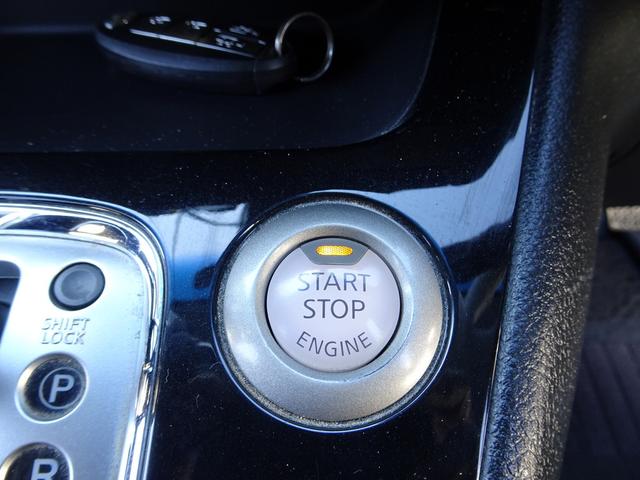 START
STOP
ENGINE
SHIFT
LOCK
P
R